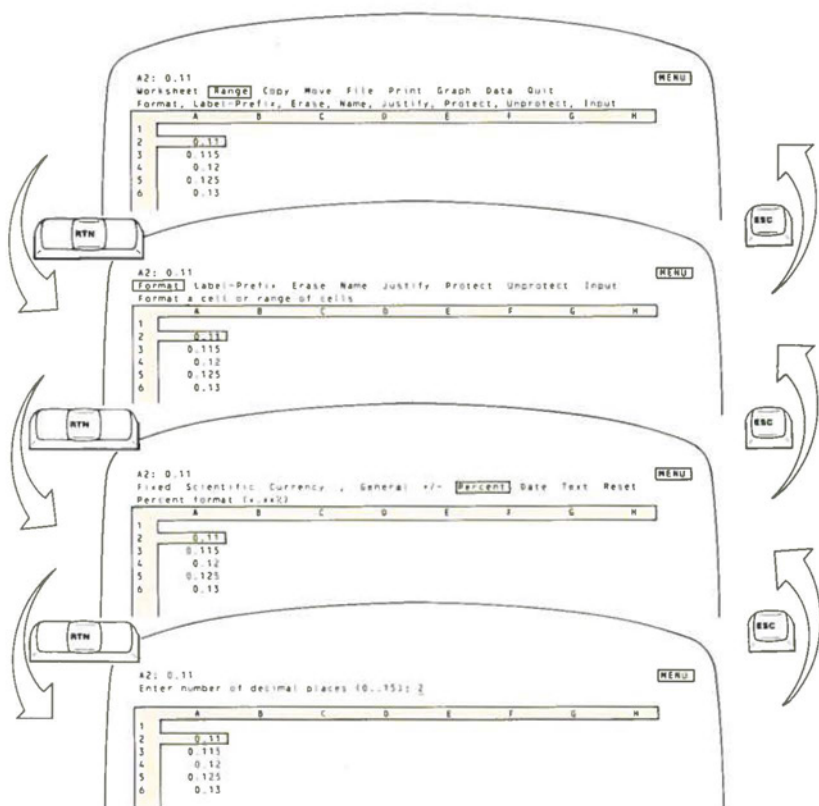 A2: 0.11 MENU
Worksheet Range Copy Move File Print Graph Data Quit
Format, Label-Prefix, Erase, Name, Justify, Protect, Unprotect, Input
A B C D E F G H
1
2 0.11
3 0.115
4 0.12
5 0.125
6 0.13
RTN
ESC
A2: 0.11 MENU
Format Label-Prefix Erase Name Justify Protect Unprotect Input
Format a cell or range of cells
A B C D E F G H
1
2 0.11
3 0.115
4 0.12
5 0.125
6 0.13
RTN
ESC
A2: 0.11 MENU
Fixed Scientific Currency , General +/- Percent Date Text Reset
Percent format (x.xx%)
A B C D E F G H
1
2 0.11
3 0.115
4 0.12
5 0.125
6 0.13
RTN
ESC
A2: 0.11 MENU
Enter number of decimal places (0..15): 2
A B C D E F G H
1
2 0.11
3 0.115
4 0.12
5 0.125
6 0.13